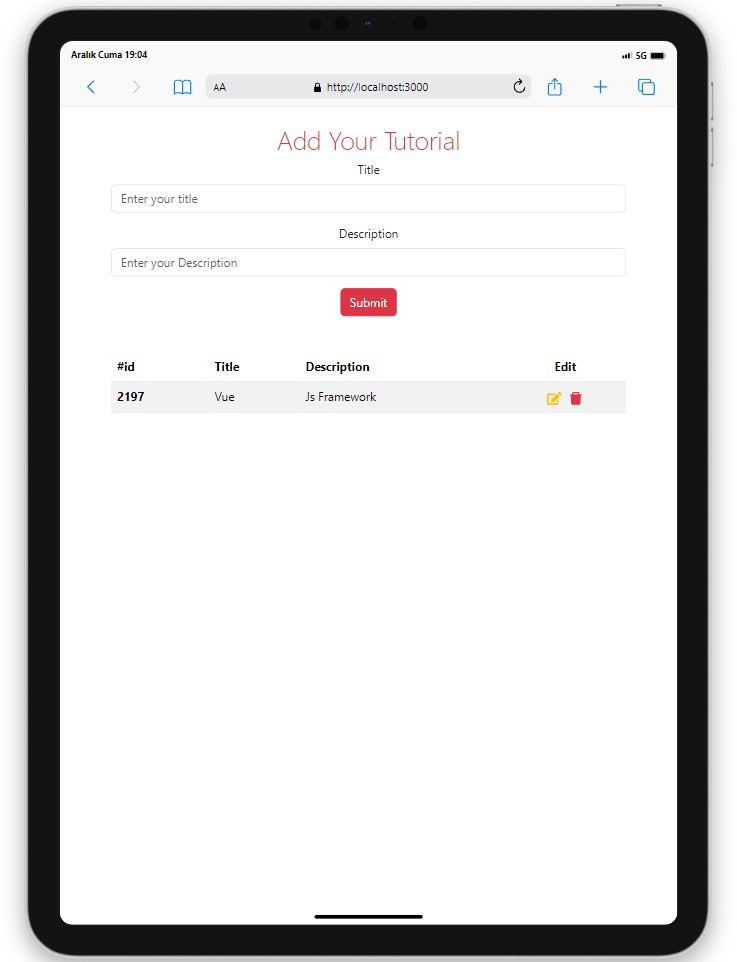 Aralık Cuma 19:04 5G
AA http://localhost:3000
Add Your Tutorial
Title
Enter your title
Description
Enter your Description
Submit
#id Title Description Edit
2197 Vue Js Framework